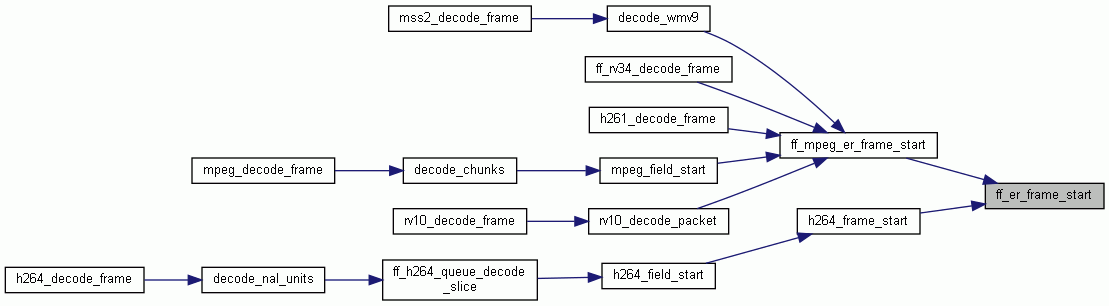 mss2_decode_frame
decode_wmv9
ff_rv34_decode_frame
h261_decode_frame
ff_mpeg_er_frame_start
mpeg_decode_frame
decode_chunks
mpeg_field_start
ff_er_frame_start
rv10_decode_frame
rv10_decode_packet
h264_frame_start
h264_decode_frame
decode_nal_units
ff_h264_queue_decode
_slice
h264_field_start